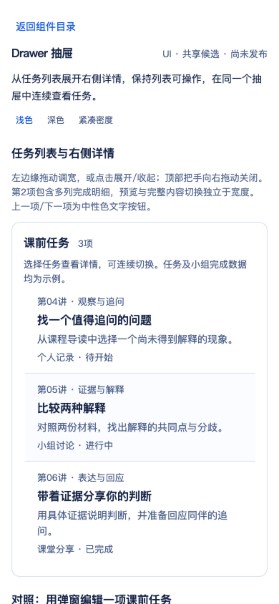 返回组件目录
Drawer 抽屉
UI · 共享候选 · 尚未发布
从任务列表展开右侧详情，保持列表可操作，在同一个抽
屉中连续查看任务。
浅色 深色 紧凑密度
任务列表与右侧详情
左边缘拖动调宽，或点击展开/收起；顶部把手向右拖动关闭。
第2项包含多列完成明细，预览与完整内容切换独立于宽度。
上一项/下一项为中性色文字按钮。
课前任务 3项
选择任务查看详情，可连续切换。任务及小组完成数据
均为示例。
第04讲 · 观察与追问
找一个值得追问的问题
从课程导读中选择一个尚未得到解释的现象。
个人记录 · 待开始
第05讲 · 证据与解释
比较两种解释
对照两份材料，找出解释的共同点与分歧。
小组讨论 · 进行中
第06讲 · 表达与回应
带着证据分享你的判断
用具体证据说明判断，并准备回应同伴的追
问。
课堂分享 · 已完成
对照：用弹窗编辑一项课前任务